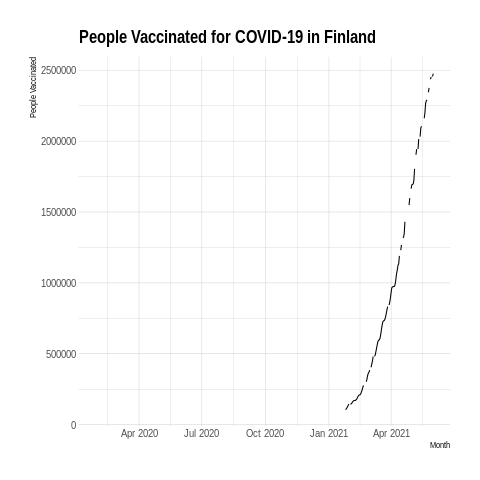 People Vaccinated for COVID-19 in Finland
People Vaccinated
2500000
2000000
1500000
1000000
500000
0
Apr 2020 Jul 2020 Oct 2020 Jan 2021 Apr 2021
Month